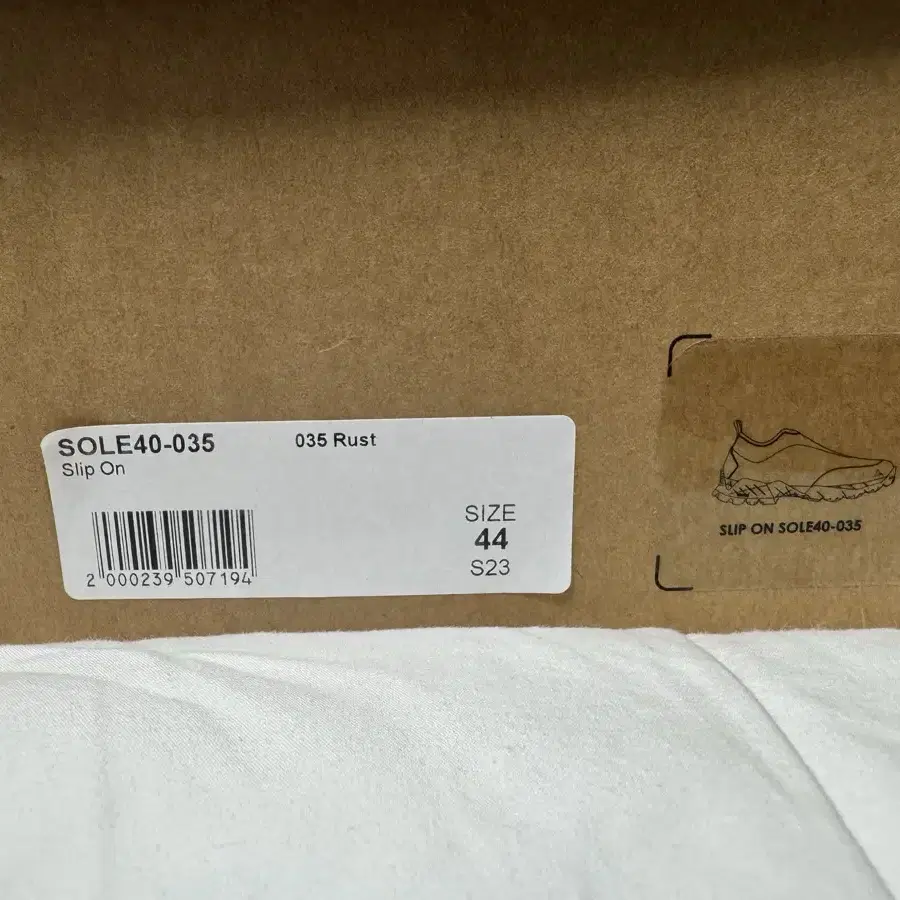 SOLE40-035
035 Rust
Slip On
SIZE
44
S23
2 000239 507194
SLIP ON SOLE40-035